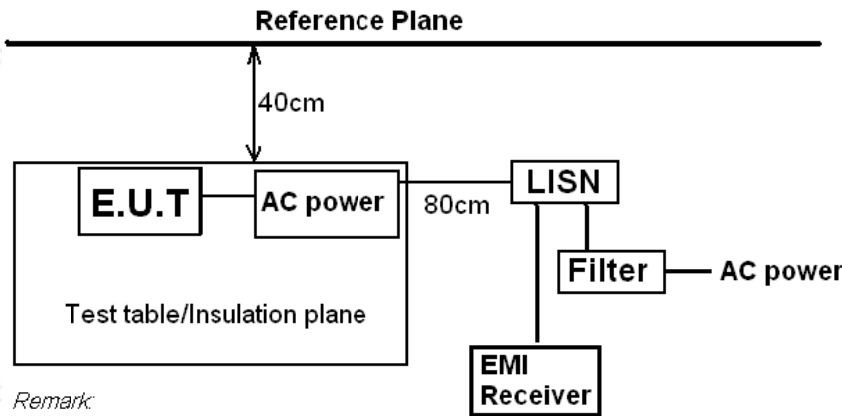 Reference Plane
40cm
E.U.T
AC power
80cm
LISN
Filter
AC power
Test table/Insulation plane
EMI
Receiver
Remark: